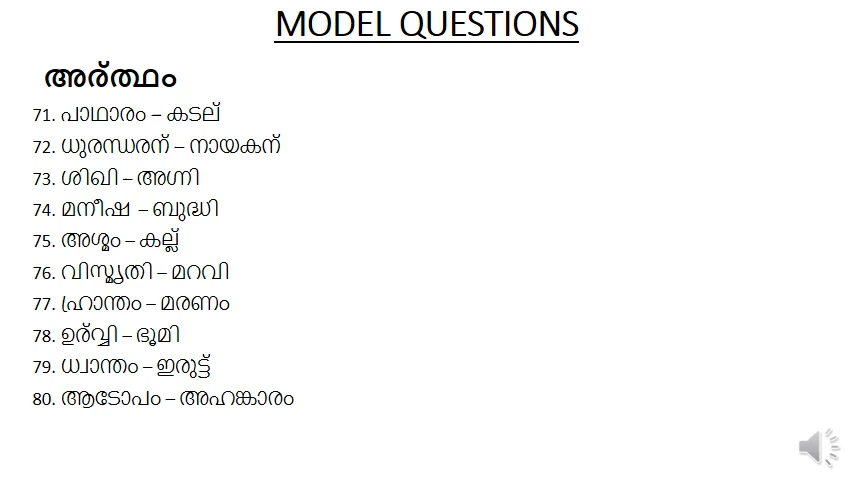 MODEL QUESTIONS
അര്ത്ഥം
71. പാഥാരം – കടല്
72. ധുരന്ധരന് – നായകന്
73. ശിഖി – അഗ്നി
74. മനീഷ – ബുദ്ധി
75. അശ്മം – കല്ല്
76. വിസ്മൃതി – മറവി
77. ഹ്രാന്തം – മരണം
78. ഉര്വ്വി – ഭൂമി
79. ധ്വാന്തം – ഇരുട്ട്
80. ആടോപം – അഹങ്കാരം